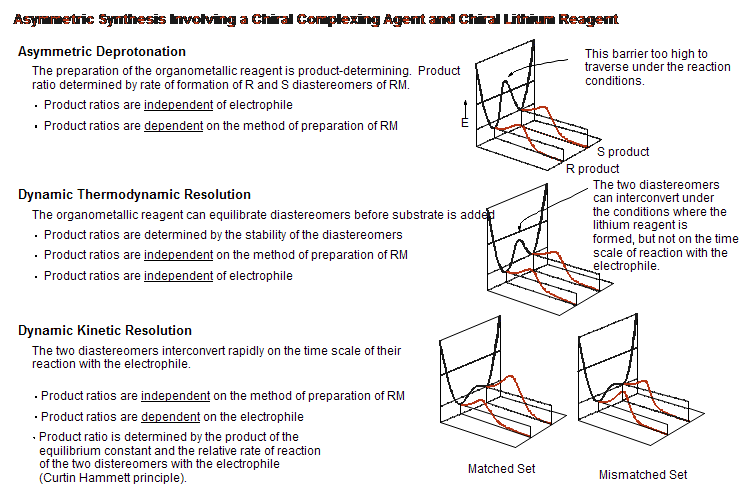 Asymmetric Synthesis Involving a Chiral Complexing Agent and Chiral Lithium Reagent
Asymmetric Deprotonation
The preparation of the organometallic reagent is product-determining. Product
ratio determined by rate of formation of R and S diastereomers of RM.
· Product ratios are independent of electrophile
· Product ratios are dependent on the method of preparation of RM
This barrier too high to
traverse under the reaction
conditions.
E
S product
R product
Dynamic Thermodynamic Resolution
The organometallic reagent can equilibrate diastereomers before substrate is added
· Product ratios are determined by the stability of the diastereomers
· Product ratios are independent on the method of preparation of RM
· Product ratios are independent of electrophile
The two diastereomers
can interconvert under
the conditions where the
lithium reagent is
formed, but not on the time
scale of reaction with the
electrophile.
Dynamic Kinetic Resolution
The two diastereomers interconvert rapidly on the time scale of their
reaction with the electrophile.
· Product ratios are independent on the method of preparation of RM
· Product ratios are dependent on the electrophile
· Product ratio is determined by the product of the
equilibrium constant and the relative rate of reaction
of the two distereomers with the electrophile
(Curtin Hammett principle).
Matched Set
Mismatched Set